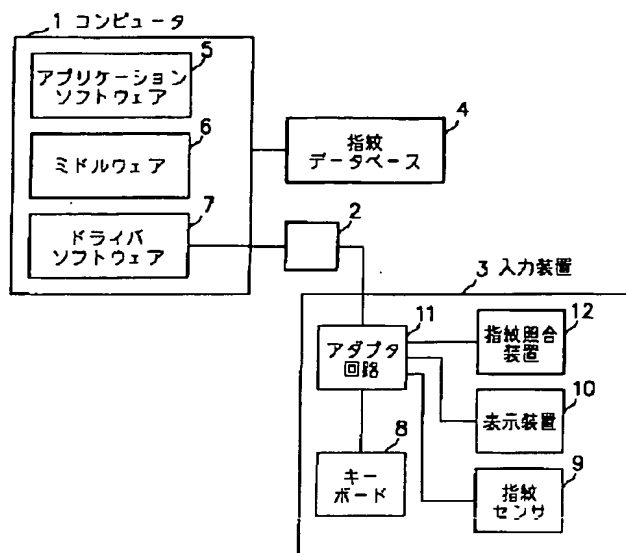 1 コンピュータ
5
アプリケーション
ソフトウェア
6
ミドルウェア
7
ドライバ
ソフトウェア
4
指紋
データベース
2
3 入力装置
11
アダプタ
回路
12
指紋照合
装置
10
表示装置
8
キー
ボード
9
指紋
センサ